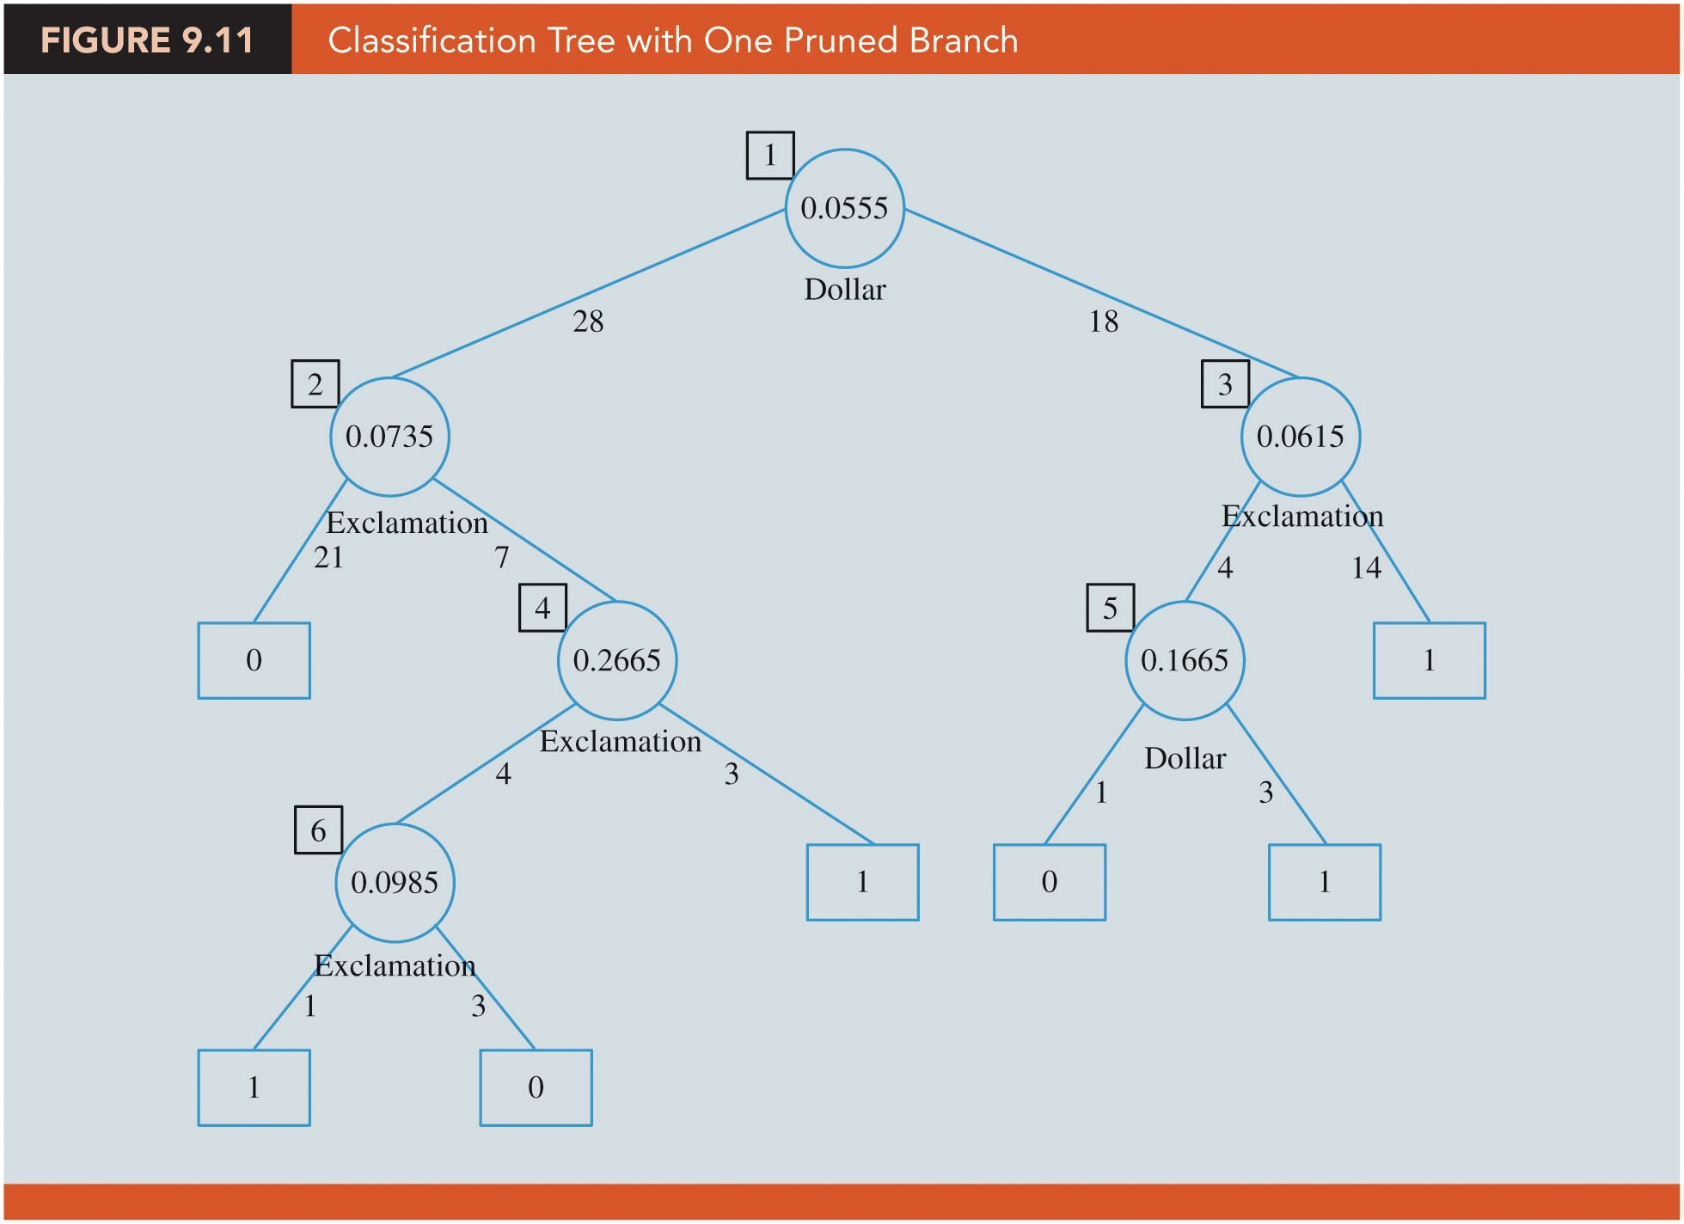 FIGURE 9.11 Classification Tree with One Pruned Branch
1
0.0555
Dollar
28 18
2 3
0.0735 0.0615
Exclamation Exclamation
21 7 4 14
4 5
0 0.2665 0.1665 1
Exclamation Dollar
4 3 1 3
6
0.0985 1 0 1
Exclamation
1 3
1 0